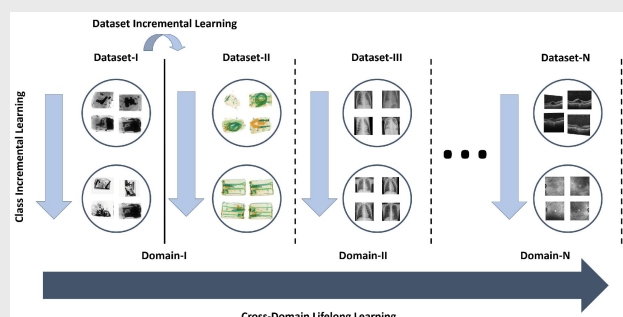 Dataset Incremental Learning
Dataset-I
Dataset-II
Dataset-III
Dataset-N
Class Incremental Learning
Domain-I
Domain-II
Domain-N
Cross-Domain Lifelong Learning